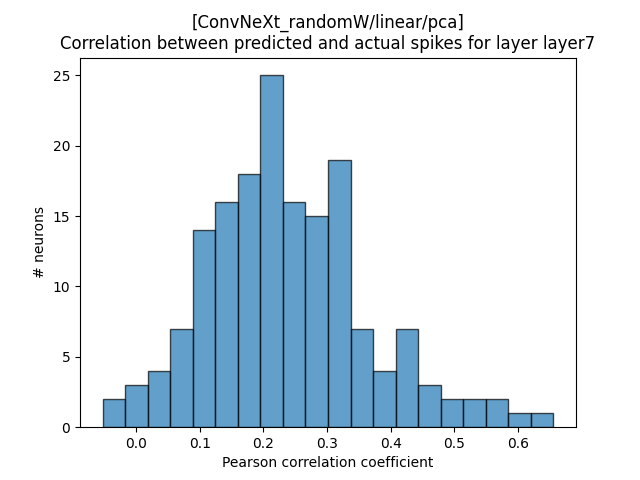 [ConvNeXt_randomW/linear/pca]
Correlation between predicted and actual spikes for layer layer7
25
20
15
10
5
0
# neurons
0.0 0.1 0.2 0.3 0.4 0.5 0.6
Pearson correlation coefficient